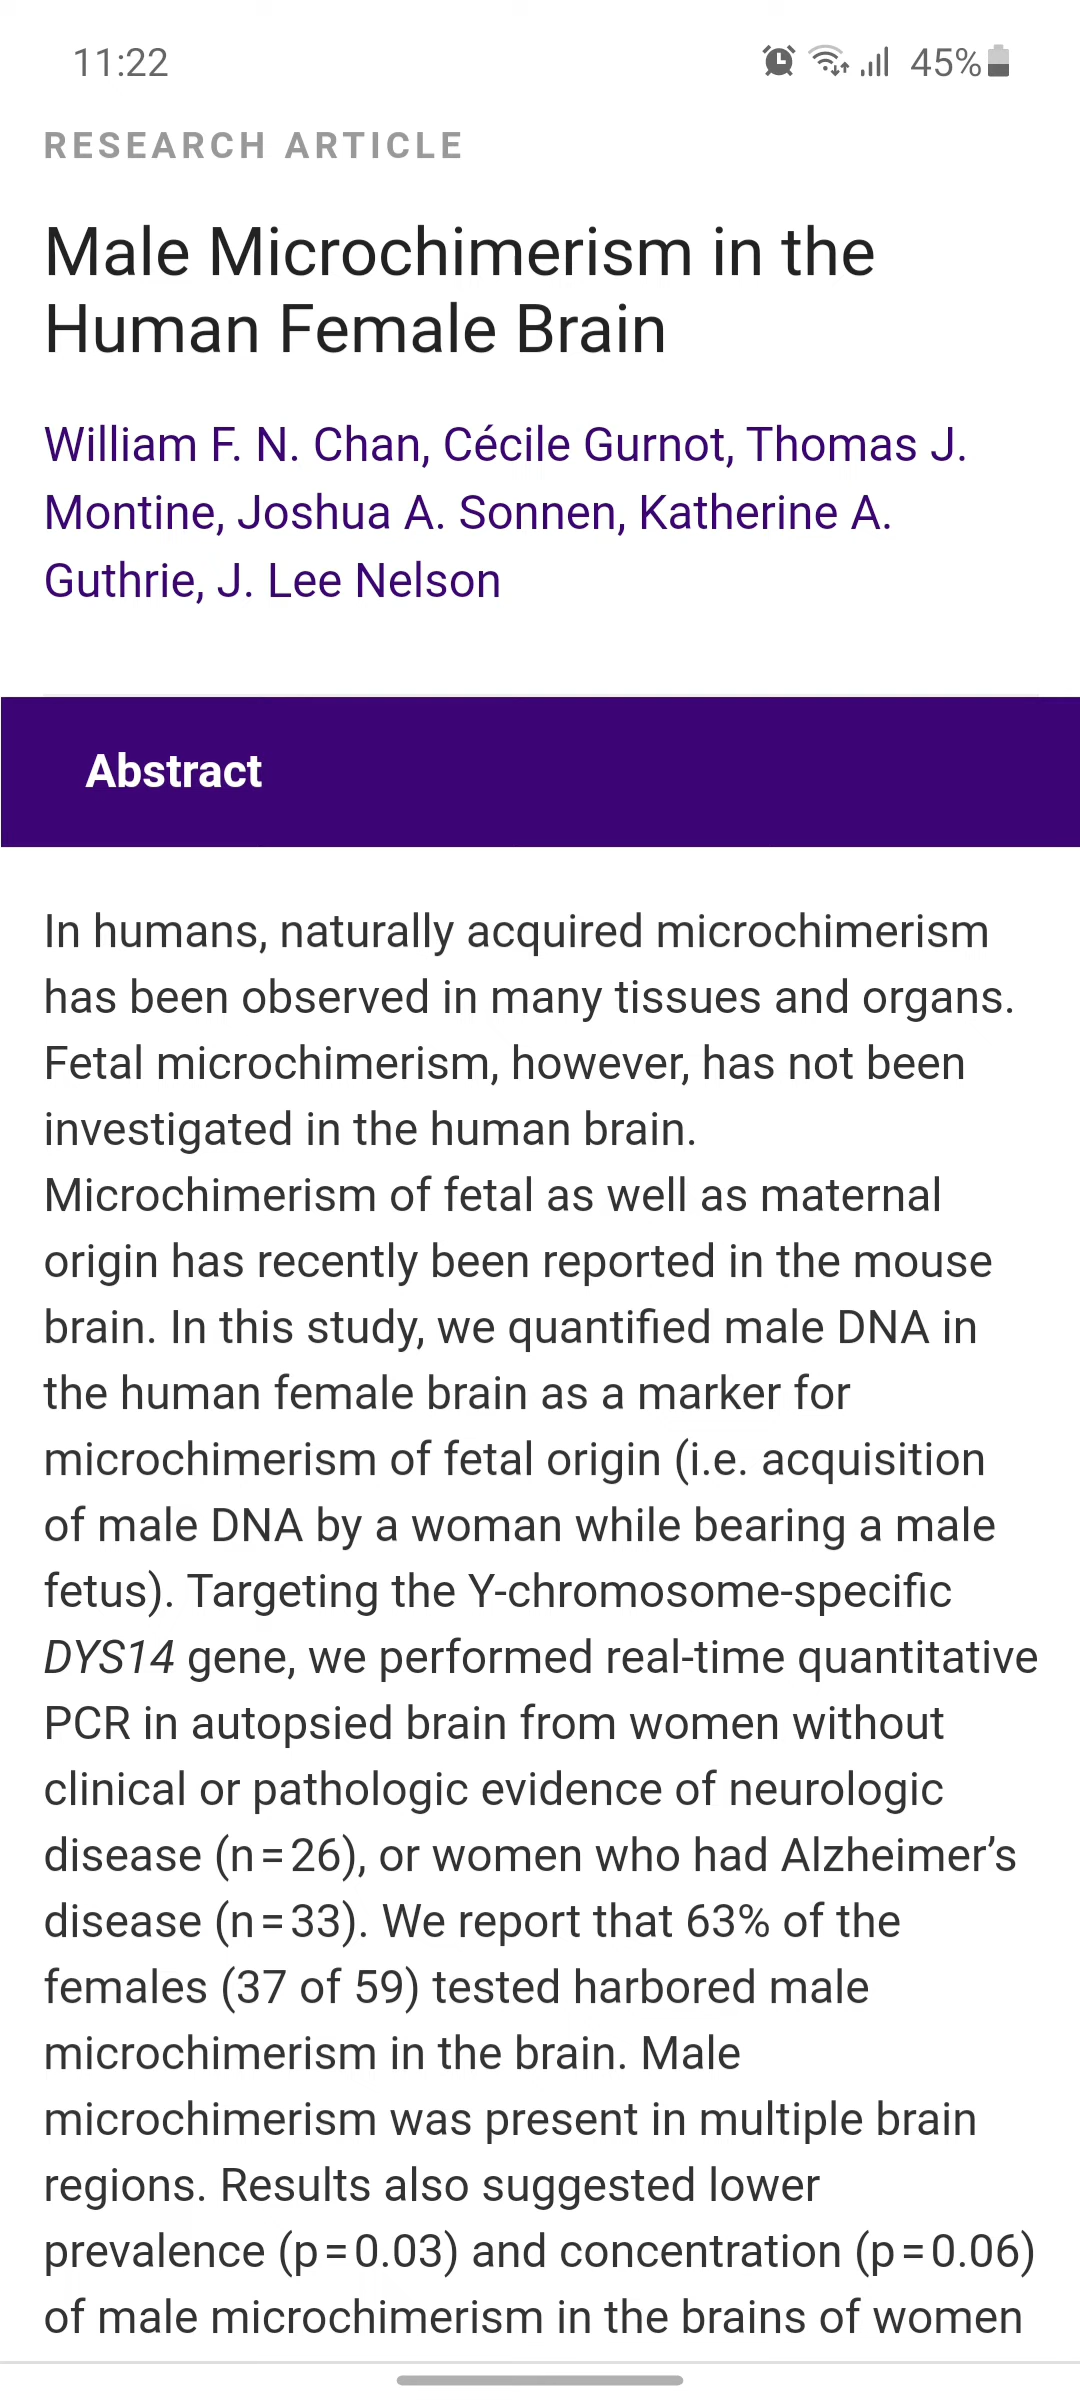 11:22
45%
RESEARCH ARTICLE
Male Microchimerism in the
Human Female Brain
William F. N. Chan, Cécile Gurnot, Thomas J.
Montine, Joshua A. Sonnen, Katherine A.
Guthrie, J. Lee Nelson
Abstract
In humans, naturally acquired microchimerism
has been observed in many tissues and organs.
Fetal microchimerism, however, has not been
investigated in the human brain.
Microchimerism of fetal as well as maternal
origin has recently been reported in the mouse
brain. In this study, we quantified male DNA in
the human female brain as a marker for
microchimerism of fetal origin (i.e. acquisition
of male DNA by a woman while bearing a male
fetus). Targeting the Y-chromosome-specific
DYS14 gene, we performed real-time quantitative
PCR in autopsied brain from women without
clinical or pathologic evidence of neurologic
disease (n=26), or women who had Alzheimer’s
disease (n=33). We report that 63% of the
females (37 of 59) tested harbored male
microchimerism in the brain. Male
microchimerism was present in multiple brain
regions. Results also suggested lower
prevalence (p=0.03) and concentration (p=0.06)
of male microchimerism in the brains of women